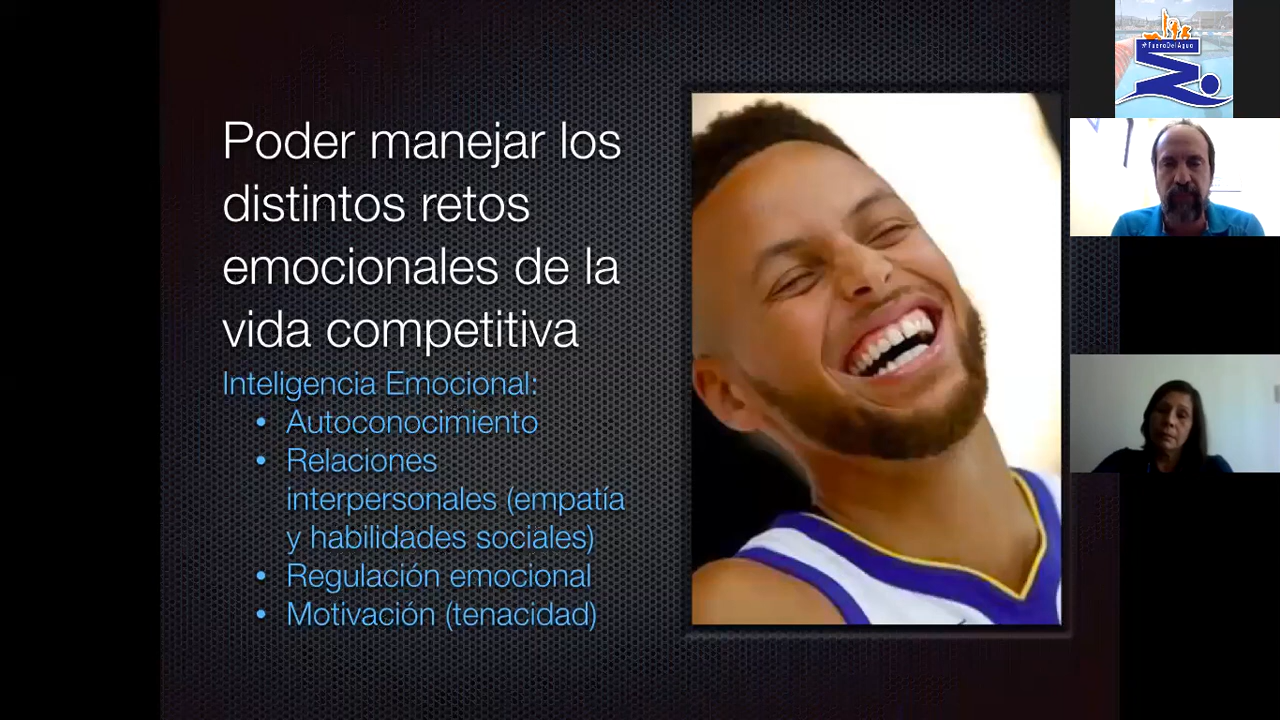 Poder manejar los
distintos retos
emocionales de la
vida competitiva
Inteligencia Emocional:
• Autoconocimiento
• Relaciones
interpersonales (empatía
y habilidades sociales)
• Regulación emocional
• Motivación (tenacidad)
#FueraDelAgua